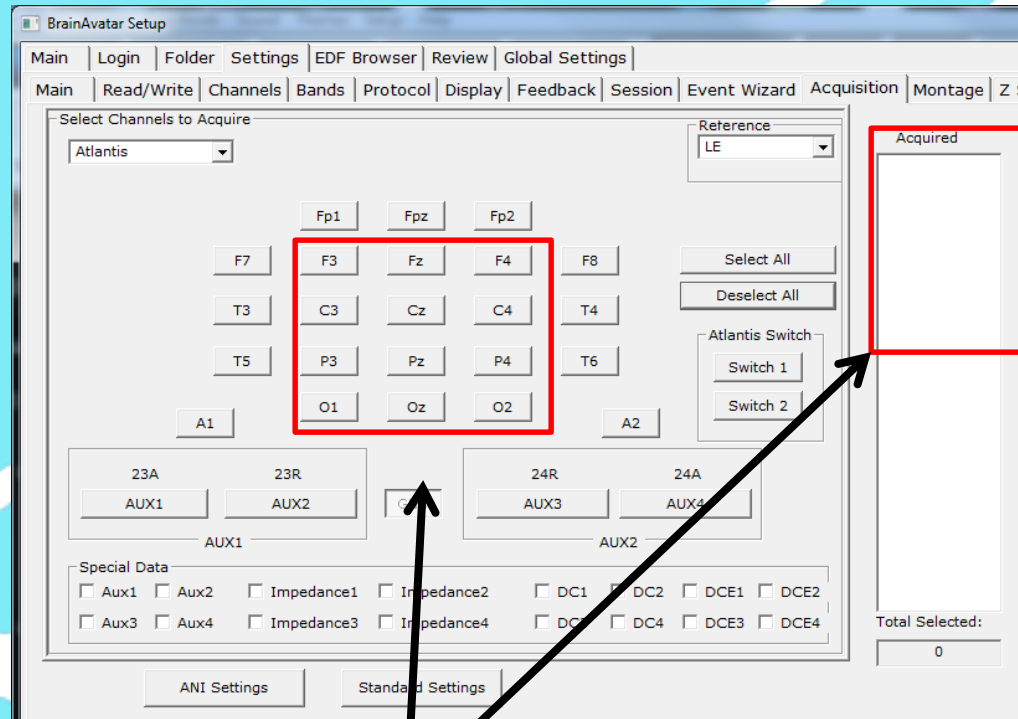 BrainAvatar Setup
Main Login Folder Settings EDF Browser Review Global Settings
Main Read/Write Channels Bands Protocol Display Feedback Session Event Wizard Acquisition Montage Z
Select Channels to Acquire
Reference
Acquired
Atlantis
LE
Fp1 Fpz Fp2
F7 F3 Fz F4 F8 Select All
Deselect All
T3 C3 Cz C4 T4
Atlantis Switch
T5 P3 Pz P4 T6 Switch 1
O1 Oz O2 Switch 2
A1 A2
23A 23R 24R 24A
AUX1 AUX2 AUX3 AUX4
AUX1 AUX2
Special Data
Aux1 Aux2 Impedance1 Impedance2 DC1 DC2 DCE1 DCE2
Aux3 Aux4 Impedance3 Impedance4 DC4 DCE3 DCE4
Total Selected:
0
ANI Settings Standard Settings